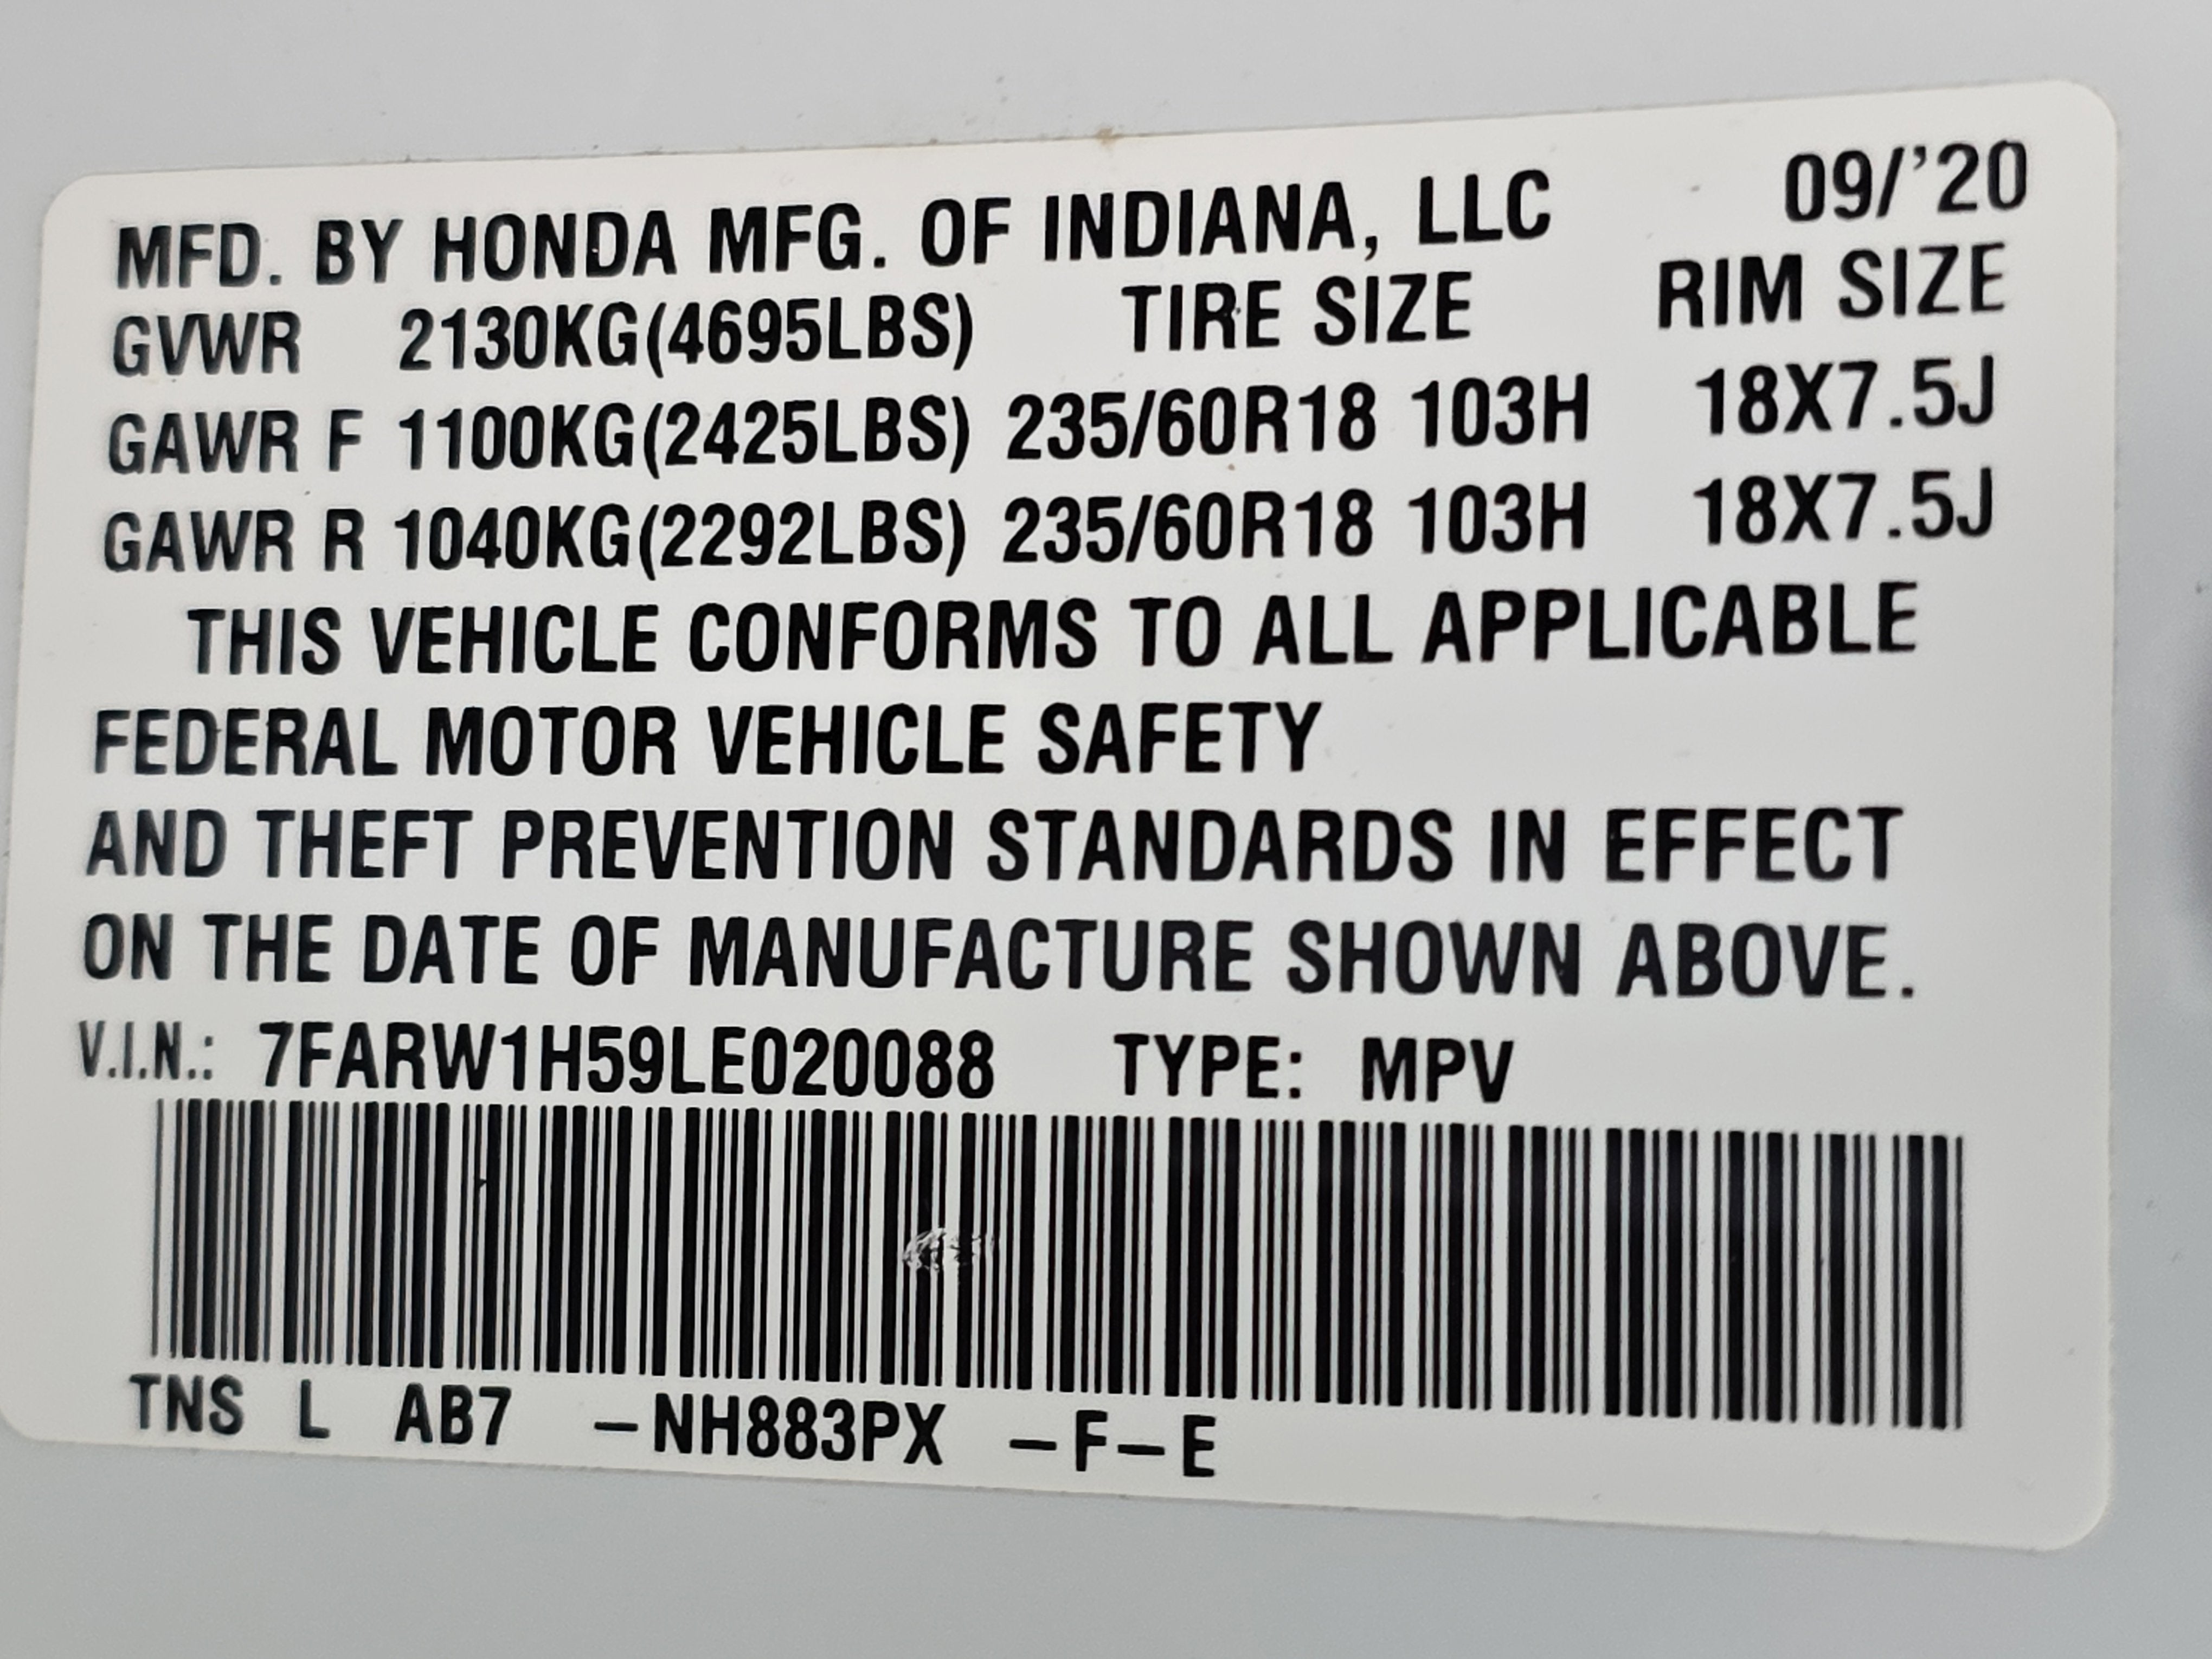 MFD. BY HONDA MFG. OF INDIANA, LLC 09/'20
GVWR 2130KG(4695LBS) TIRE SIZE RIM SIZE
GAWR F 1100KG(2425LBS) 235/60R18 103H 18X7.5J
GAWR R 1040KG(2292LBS) 235/60R18 103H 18X7.5J
THIS VEHICLE CONFORMS TO ALL APPLICABLE
FEDERAL MOTOR VEHICLE SAFETY
AND THEFT PREVENTION STANDARDS IN EFFECT
ON THE DATE OF MANUFACTURE SHOWN ABOVE.
V.I.N.: 7FARW1H59LE020088 TYPE: MPV
TNS L AB7 –NH883PX –F–E